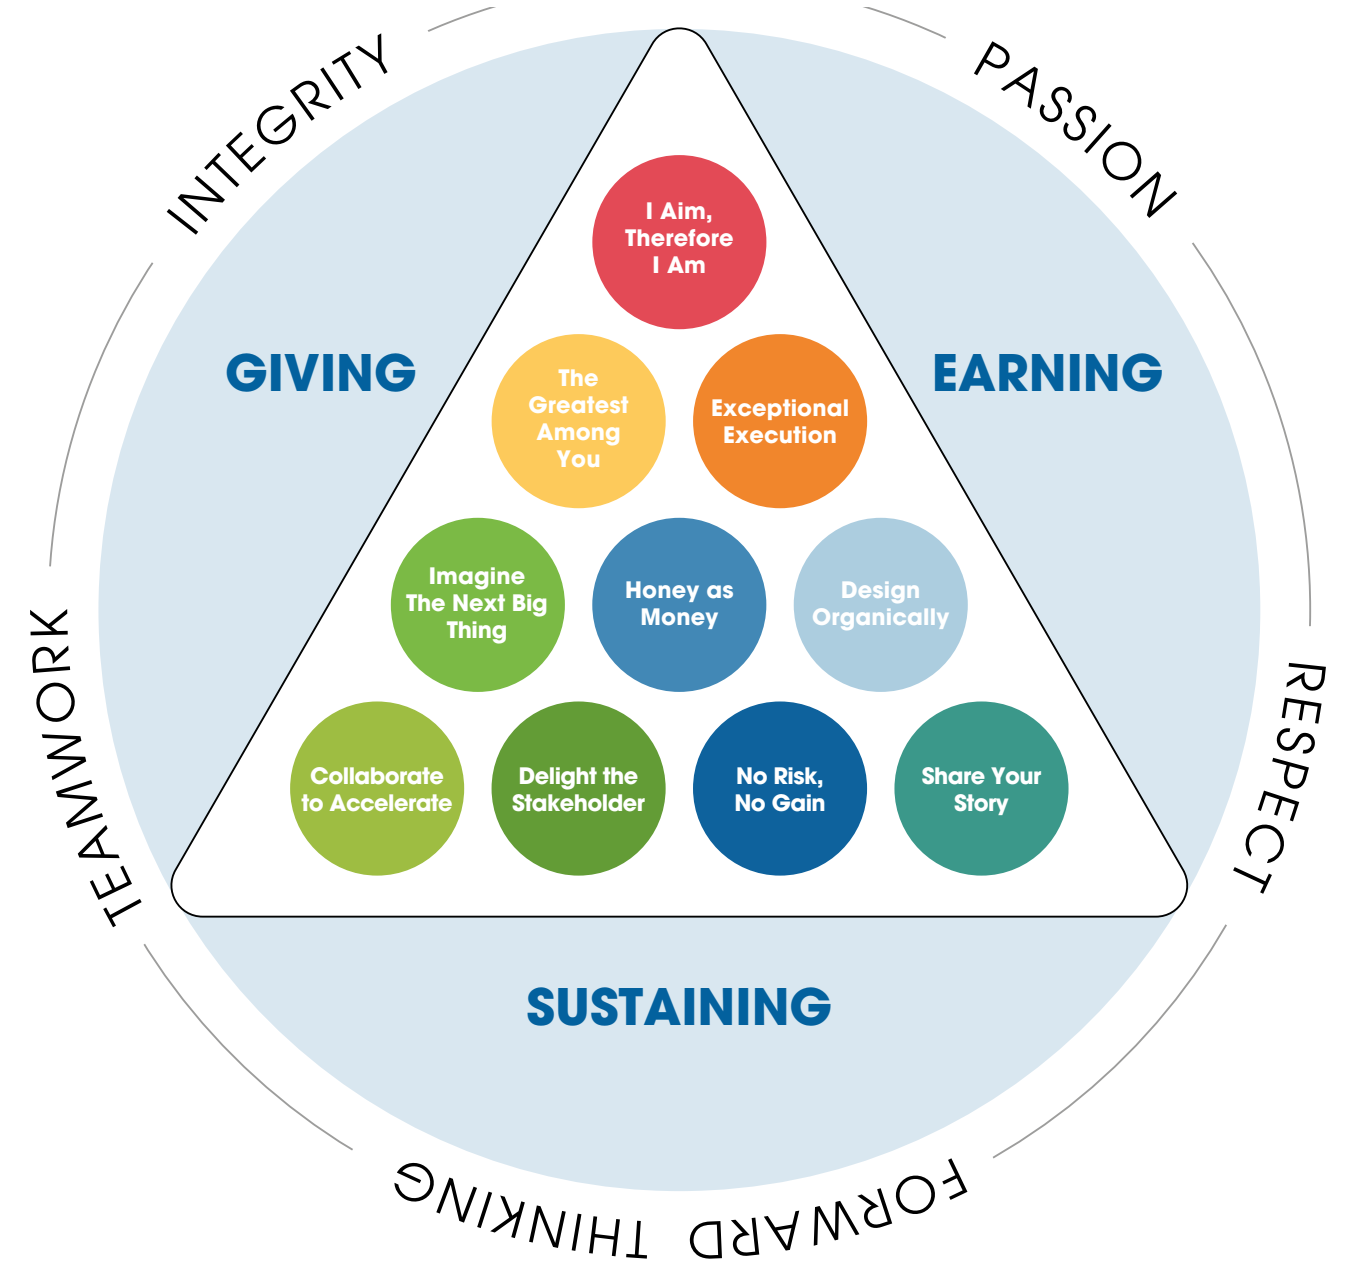 INTEGRITY
PASSION
I Aim,
Therefore
I Am
GIVING
EARNING
The
Greatest
Among
You
Exceptional
Execution
Imagine
The Next Big
Thing
Honey as
Money
Design
Organically
TEAMWORK
RESPECT
Collaborate
to Accelerate
Delight the
Stakeholder
No Risk,
No Gain
Share Your
Story
SUSTAINING
FORWARD THINKING